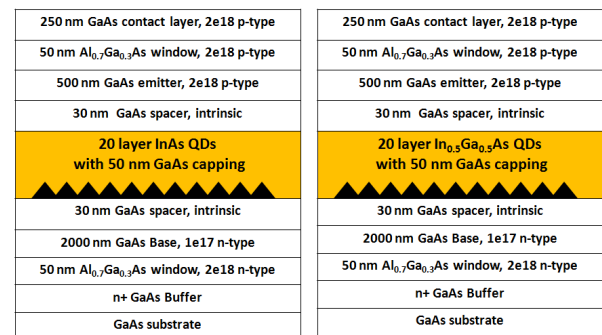 250 nm GaAs contact layer, 2e18 p-type
50 nm Al0.7Ga0.3As window, 2e18 p-type
500 nm GaAs emitter, 2e18 p-type
30 nm GaAs spacer, intrinsic
20 layer InAs QDs
with 50 nm GaAs capping
30 nm GaAs spacer, intrinsic
2000 nm GaAs Base, 1e17 n-type
50 nm Al0.7Ga0.3As window, 2e18 n-type
n+ GaAs Buffer
GaAs substrate
250 nm GaAs contact layer, 2e18 p-type
50 nm Al0.7Ga0.3As window, 2e18 p-type
500 nm GaAs emitter, 2e18 p-type
30 nm GaAs spacer, intrinsic
20 layer In0.5Ga0.5As QDs
with 50 nm GaAs capping
30 nm GaAs spacer, intrinsic
2000 nm GaAs Base, 1e17 n-type
50 nm Al0.7Ga0.3As window, 2e18 n-type
n+ GaAs Buffer
GaAs substrate